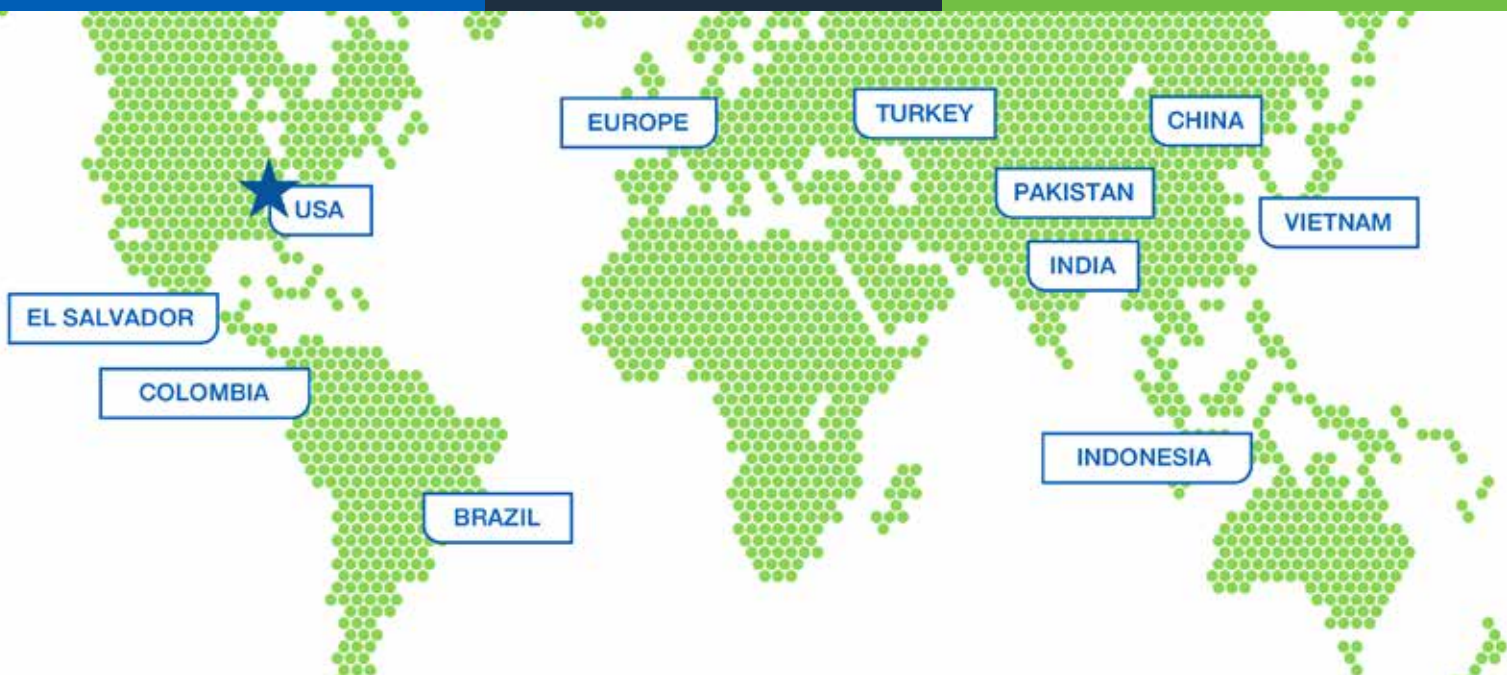 EUROPE
TURKEY
CHINA
PAKISTAN
USA
VIETNAM
INDIA
EL SALVADOR
COLOMBIA
INDONESIA
BRAZIL